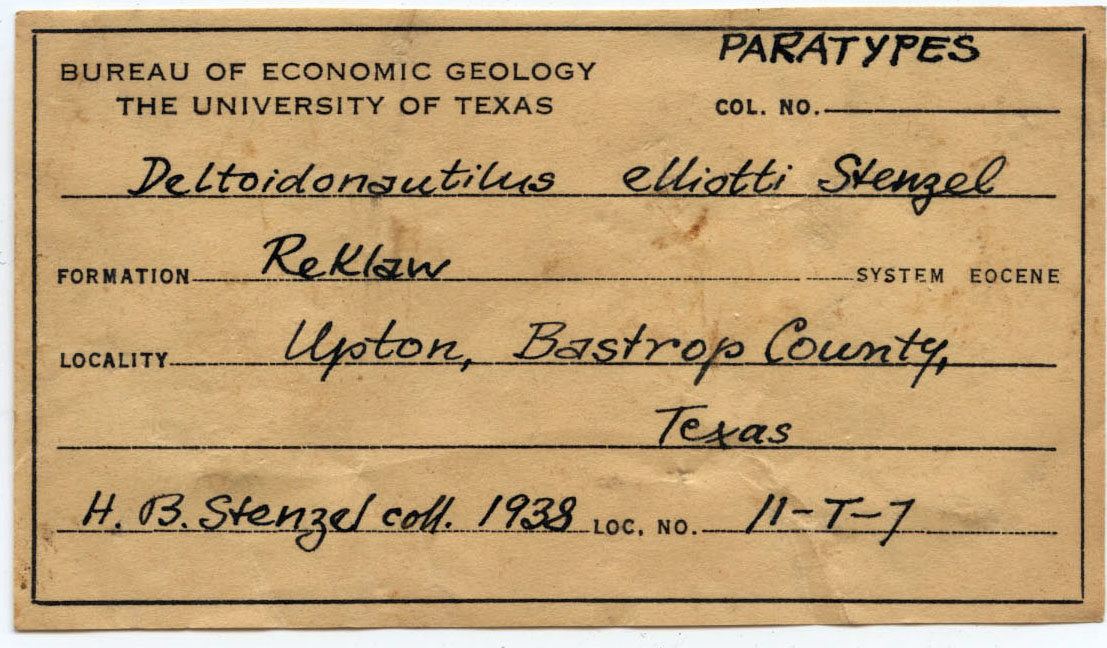 PARATYPES
BUREAU OF ECONOMIC GEOLOGY
THE UNIVERSITY OF TEXAS
COL. NO.
Deltoidonautilus elliotti Stenzel
FORMATION Reklaw SYSTEM EOCENE
LOCALITY Upton, Bastrop County,
Texas
H. B. Stenzel coll. 1938 LOC, NO. 11-T-7